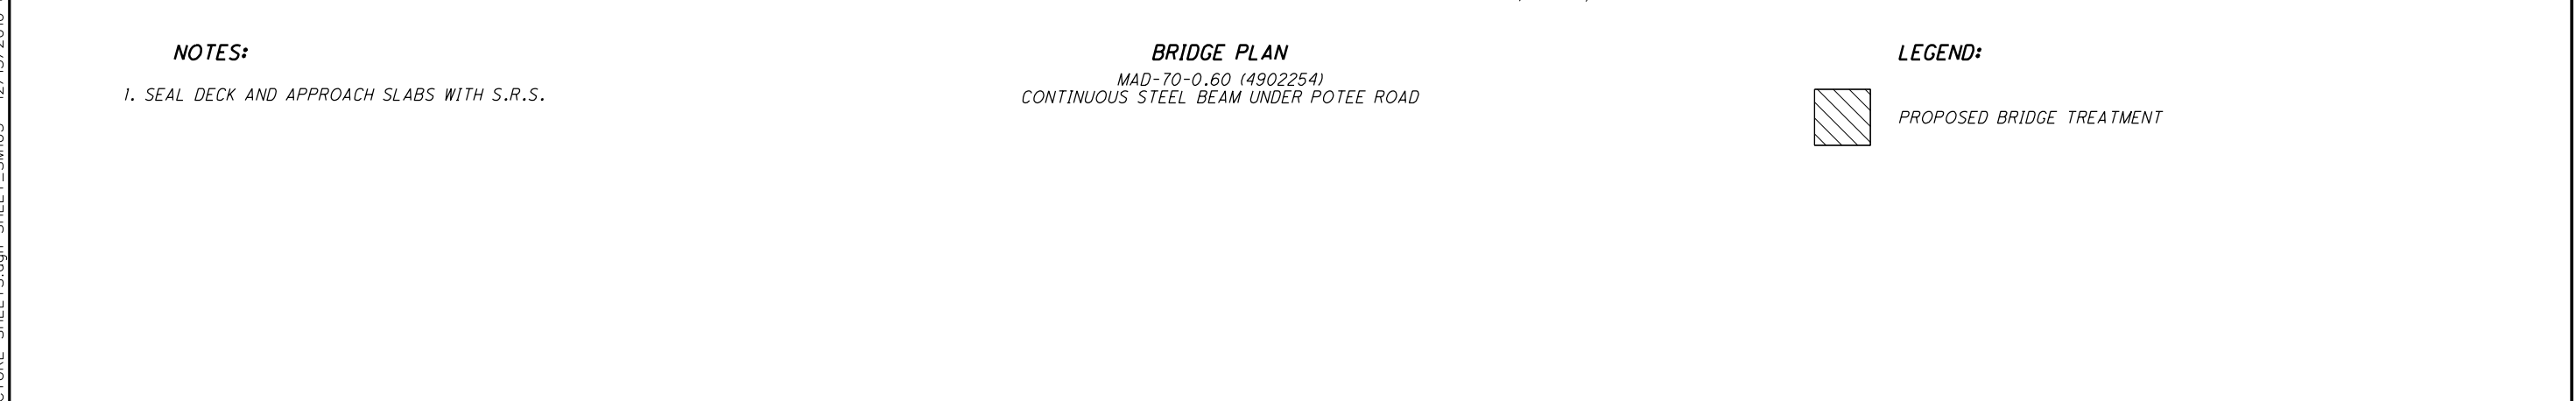 NOTES:
1. SEAL DECK AND APPROACH SLABS WITH S.R.S.
BRIDGE PLAN
MAD-70-0.60 (4902254)
CONTINUOUS STEEL BEAM UNDER POTEE ROAD
LEGEND:
PROPOSED BRIDGE TREATMENT